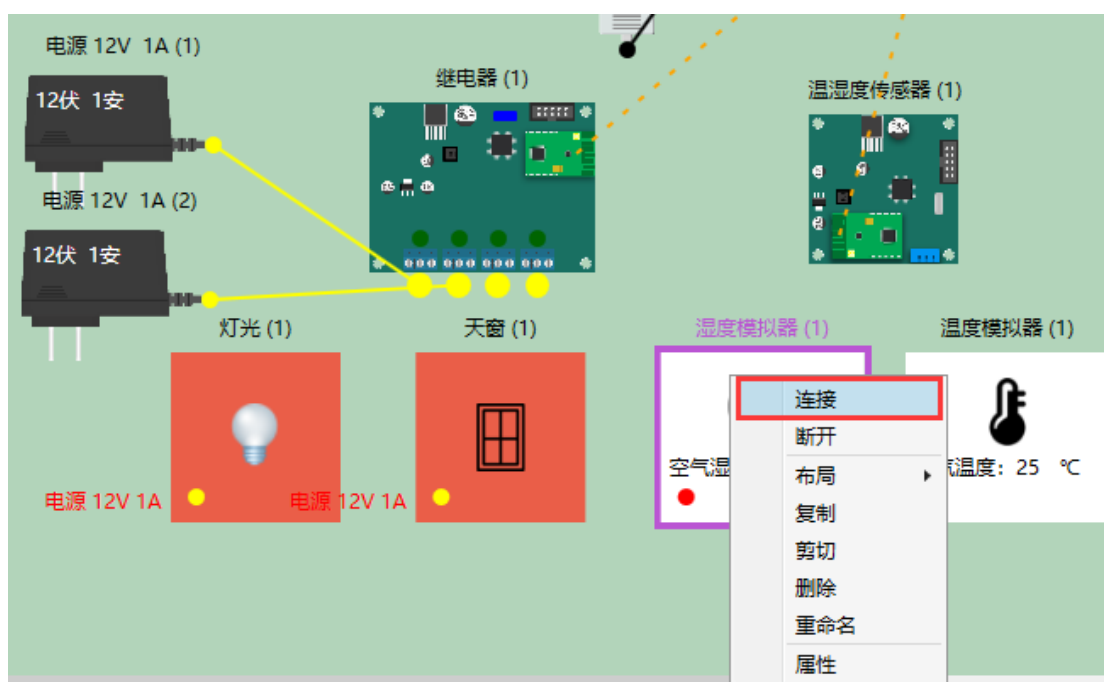 电源 12V 1A (1)
12伏 1安
继电器 (1)
温湿度传感器 (1)
电源 12V 1A (2)
12伏 1安
灯光 (1)
天窗 (1)
湿度模拟器 (1)
温度模拟器 (1)
电源 12V 1A
电源 12V 1A
空气湿
气温度: 25 ℃
连接
断开
布局
复制
剪切
删除
重命名
属性